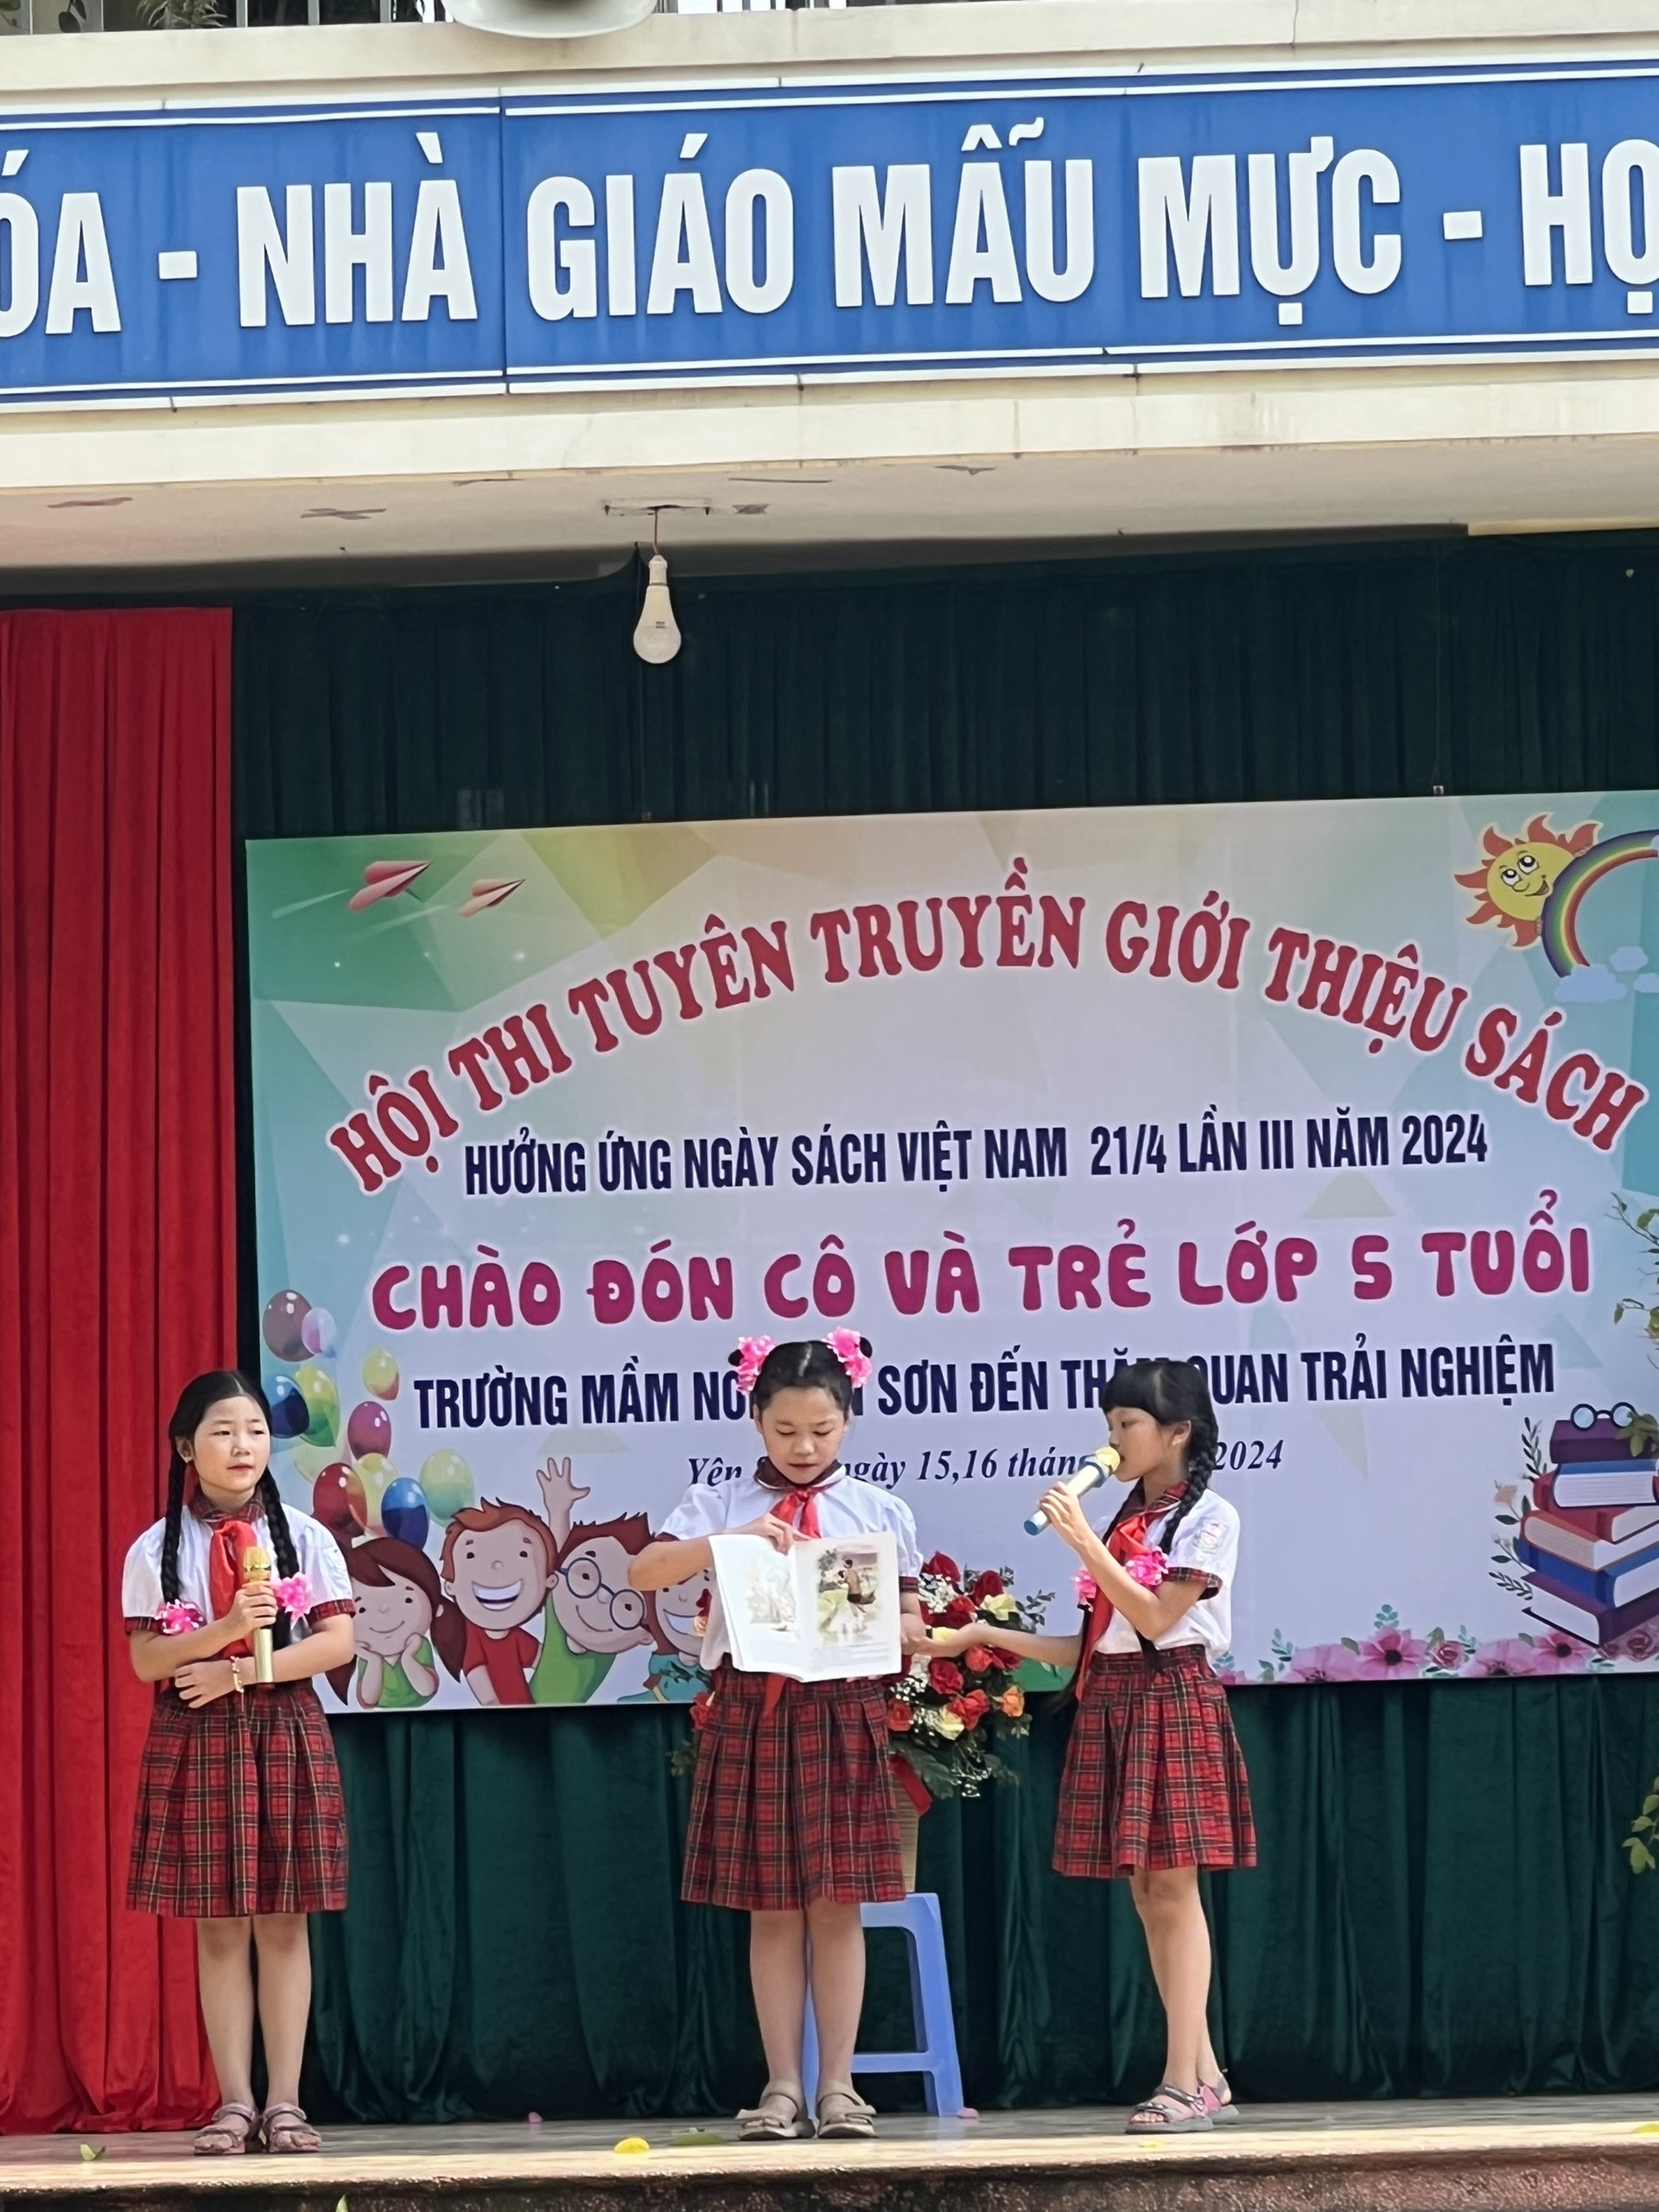 ÓA - NHÀ GIÁO MẪU MỰC - HỌ
HỘI THI TUYÊN TRUYỀN GIỚI THIỆU SÁCH
HƯỞNG ỨNG NGÀY SÁCH VIỆT NAM 21/4 LẦN III NĂM 2024
CHÀO ĐÓN CÔ VÀ TRẺ LỚP 5 TUỔI
TRƯỜNG MẦM NO SƠN ĐẾN THĂM QUAN TRẢI NGHIỆM
Yên ngày 15,16 tháng 2024